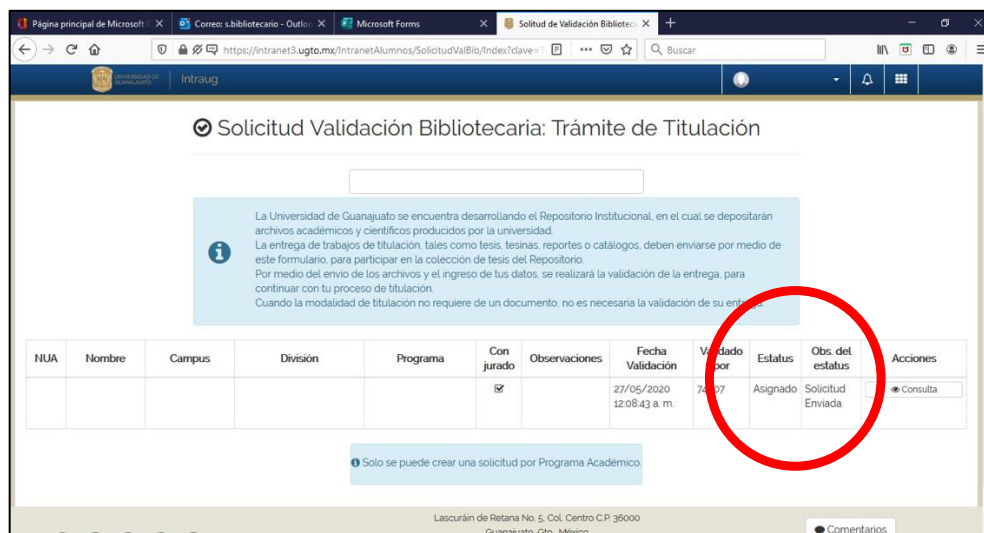 Página principal de Microsoft
Correo: s.bibliotecario - Outlo
Microsoft Forms
Solitud de Validación Bibliotec
https://intranet3.ugto.mx/IntranetAlumnos/SolicitudValBib/Index?clave=
Buscar
UNIVERSIDAD DE
GUANAJUATO
Intraug
Solicitud Validación Bibliotecaria: Trámite de Titulación
La Universidad de Guanajuato se encuentra desarrollando el Repositorio Institucional, en el cual se depositarán
archivos académicos y científicos producidos por la universidad.
La entrega de trabajos de titulación, tales como tesis, tesinas, reportes o catálogos, deben enviarse por medio de
este formulario, para participar en la colección de tesis del Repositorio.
Por medio del envío de los archivos y el ingreso de tus datos, se realizará la validación de la entrega, para
continuar con tu proceso de titulación.
Cuando la modalidad de titulación no requiere de un documento, no es necesaria la validación de su entrega.
NUA Nombre Campus División Programa Con jurado Observaciones Fecha Validación Validado por Estatus Obs. del estatus Acciones
27/05/2020 Asignado Solicitud Consulta
12:08:43 a. m. Enviada
Solo se puede crear una solicitud por Programa Académico.
Lascuráin de Retana No. 5, Col. Centro C.P. 36000
Guanajuato, Gto., México
Comentarios